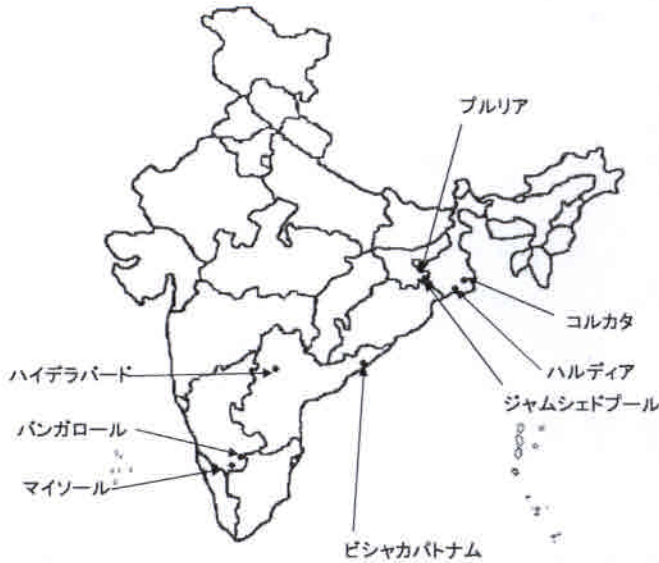 プルリア
コルカタ
ハイデラバード
ハルディア
ジャムシェドプール
バンガロール
マイソール
ビシャカパトナム